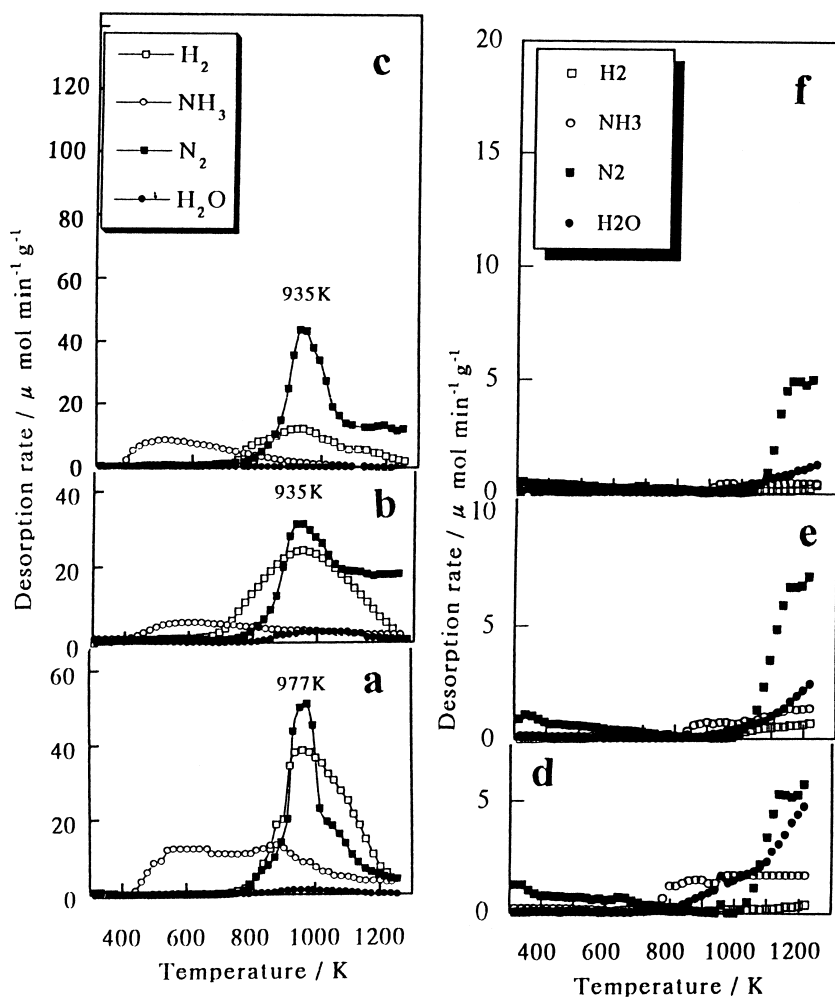 c
H₂
NH₃
N₂
H₂O
120
100
80
60
40
20
0
935K
b
40
20
0
935K
a
60
40
20
0
977K
400 600 800 1000 1200
Temperature / K
Desorption rate / μ mol min⁻¹ g⁻¹
f
H2
NH3
N2
H2O
20
15
10
5
0
e
10
5
0
d
5
0
400 600 800 1000 1200
Temperature / K
Desorption rate / μ mol min⁻¹ g⁻¹